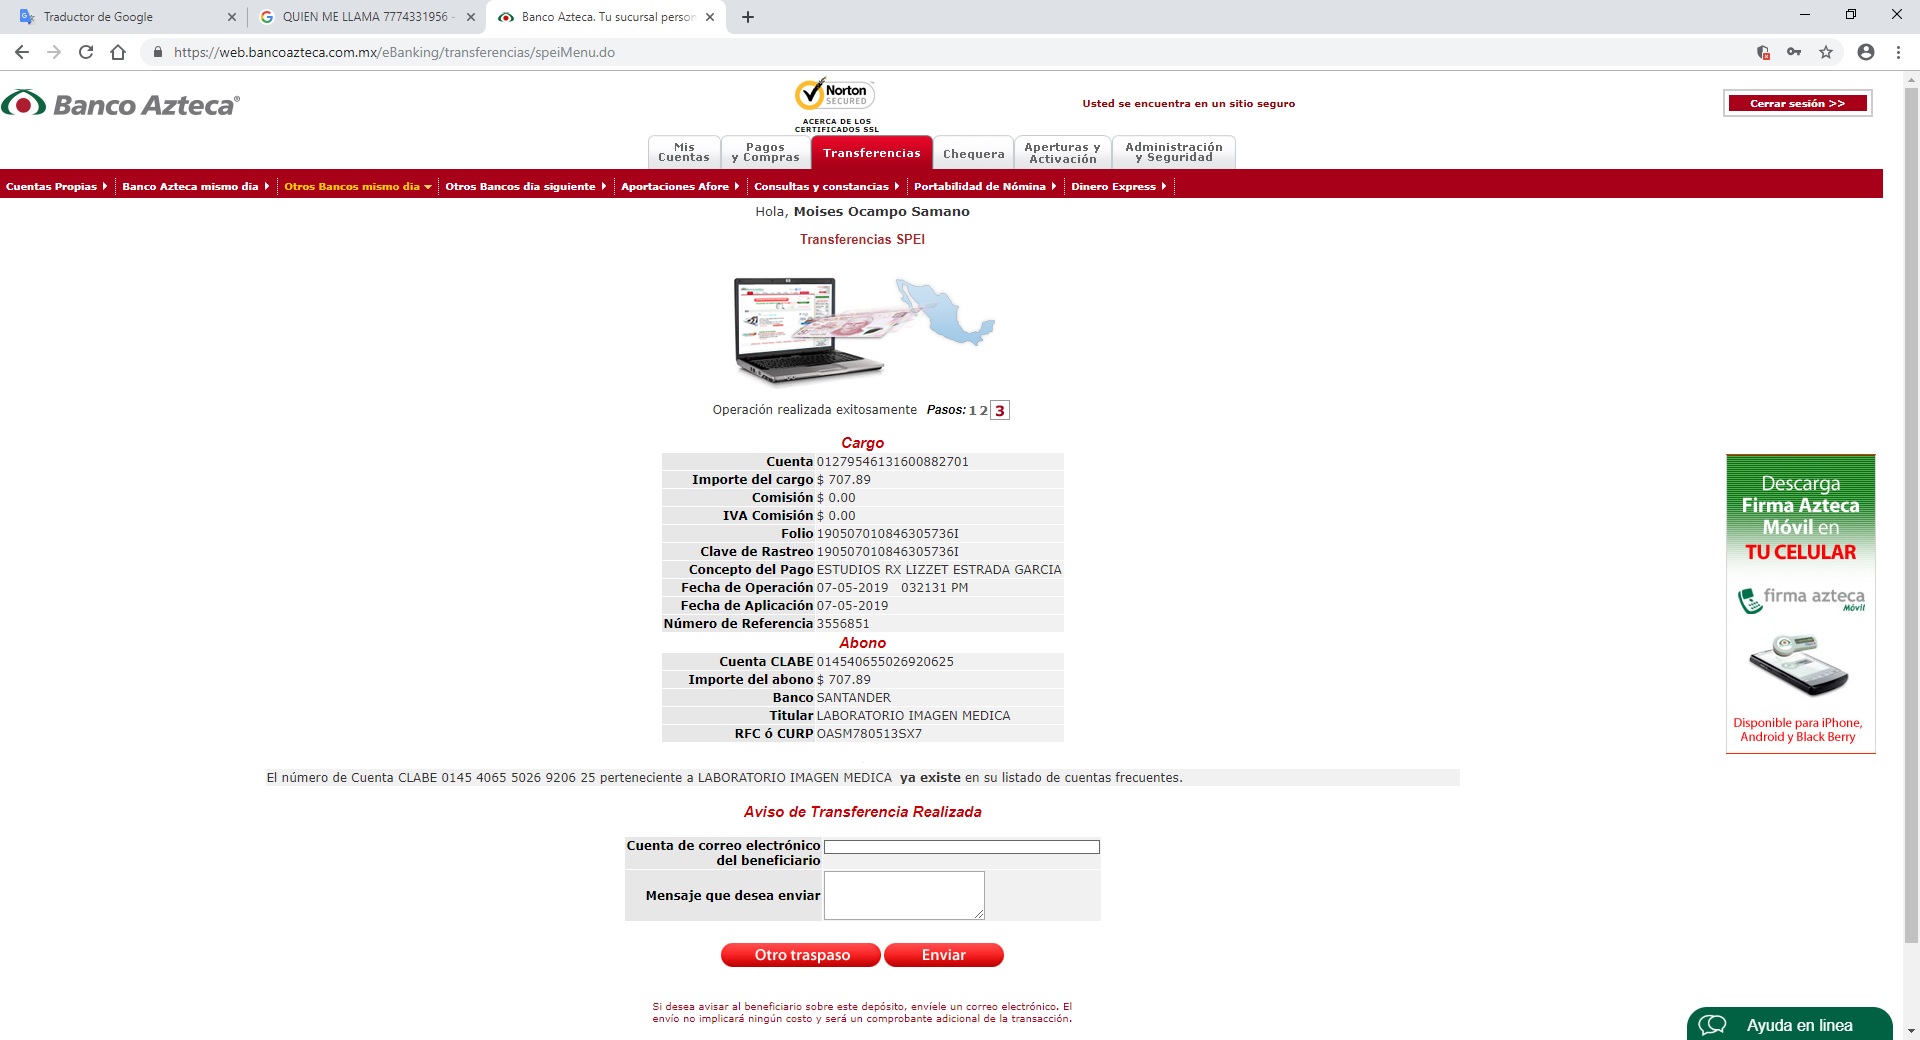 Traductor de Google
QUIEN ME LLAMA 7774331956 -
Banco Azteca. Tu sucursal person
https://web.bancoazteca.com.mx/eBanking/transferencias/speiMenu.do
Banco Azteca®
Norton
SECURED
ACERCA DE LOS
CERTIFICADOS SSL
Usted se encuentra en un sitio seguro
Cerrar sesión >>
Mis Cuentas
Pagos y Compras
Transferencias
Chequera
Aperturas y Activación
Administración y Seguridad
Cuentas Propias
Banco Azteca mismo día
Otros Bancos mismo día
Otros Bancos día siguiente
Aportaciones Afore
Consultas y constancias
Portabilidad de Nómina
Dinero Express
Hola, Moises Ocampo Samano
Transferencias SPEI
Operación realizada exitosamente Pasos: 1 2 3
Cargo
Cuenta 01279546131600882701
Importe del cargo $ 707.89
Comisión $ 0.00
IVA Comisión $ 0.00
Folio 190507010846305736I
Clave de Rastreo 190507010846305736I
Concepto del Pago ESTUDIOS RX LIZZET ESTRADA GARCIA
Fecha de Operación 07-05-2019 032131 PM
Fecha de Aplicación 07-05-2019
Número de Referencia 3556851
Abono
Cuenta CLABE 014540655026920625
Importe del abono $ 707.89
Banco SANTANDER
Titular LABORATORIO IMAGEN MEDICA
RFC ó CURP OASM780513SX7
El número de Cuenta CLABE 0145 4065 5026 9206 25 perteneciente a LABORATORIO IMAGEN MEDICA ya existe en su listado de cuentas frecuentes.
Aviso de Transferencia Realizada
Cuenta de correo electrónico
del beneficiario
Mensaje que desea enviar
Otro traspaso
Enviar
Si desea avisar al beneficiario sobre este depósito, envíele un correo electrónico. El
envío no implicará ningún costo y será un comprobante adicional de la transacción.
Descarga
Firma Azteca
Móvil en
TU CELULAR
firma azteca
Móvil
Disponible para iPhone,
Android y Black Berry
Ayuda en linea